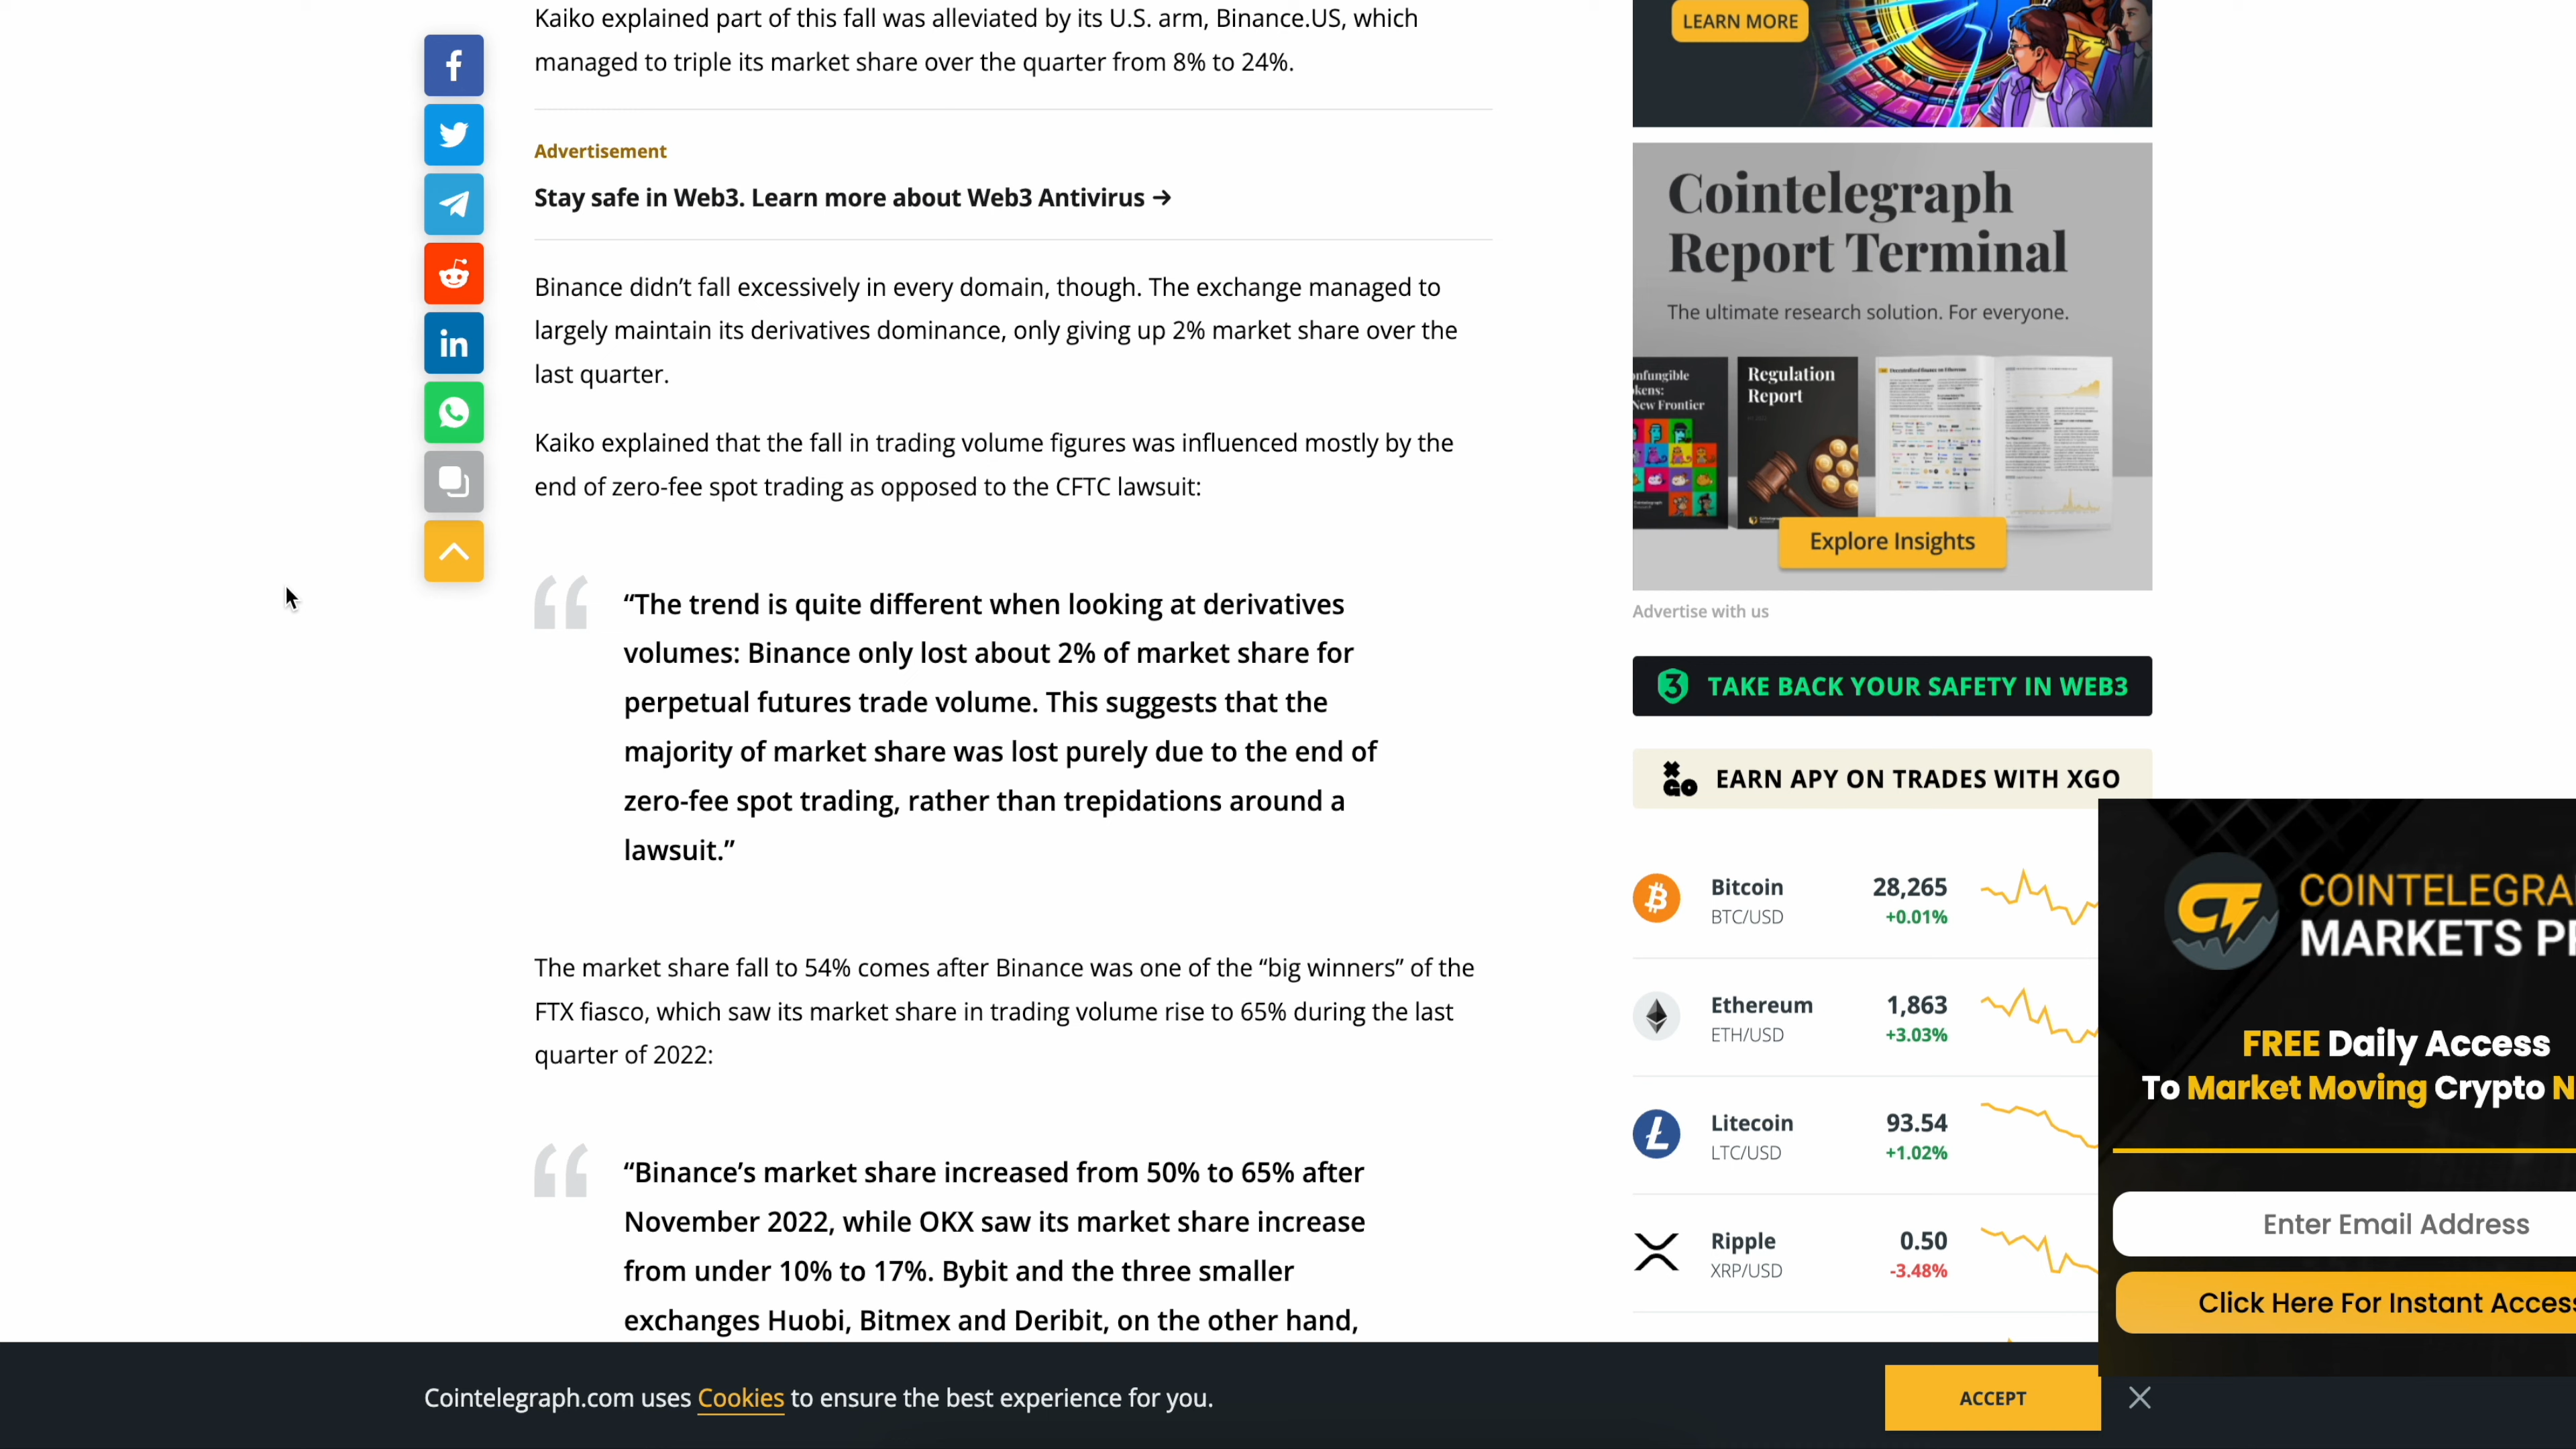 Kaiko explained part of this fall was alleviated by its U.S. arm, Binance.US, which
managed to triple its market share over the quarter from 8% to 24%.
Advertisement
Stay safe in Web3. Learn more about Web3 Antivirus →
Binance didn’t fall excessively in every domain, though. The exchange managed to
largely maintain its derivatives dominance, only giving up 2% market share over the
last quarter.
Kaiko explained that the fall in trading volume figures was influenced mostly by the
end of zero-fee spot trading as opposed to the CFTC lawsuit:
“The trend is quite different when looking at derivatives
volumes: Binance only lost about 2% of market share for
perpetual futures trade volume. This suggests that the
majority of market share was lost purely due to the end of
zero-fee spot trading, rather than trepidations around a
lawsuit.”
The market share fall to 54% comes after Binance was one of the “big winners” of the
FTX fiasco, which saw its market share in trading volume rise to 65% during the last
quarter of 2022:
“Binance’s market share increased from 50% to 65% after
November 2022, while OKX saw its market share increase
from under 10% to 17%. Bybit and the three smaller
exchanges Huobi, Bitmex and Deribit, on the other hand,
LEARN MORE
Cointelegraph
Report Terminal
The ultimate research solution. For everyone.
onfungible
kens:
New Frontier
Regulation
Report
Explore Insights
Advertise with us
TAKE BACK YOUR SAFETY IN WEB3
EARN APY ON TRADES WITH XGO
Bitcoin 28,265
BTC/USD +0.01%
Ethereum 1,863
ETH/USD +3.03%
Litecoin 93.54
LTC/USD +1.02%
Ripple 0.50
XRP/USD -3.48%
COINTELEGRA
MARKETS P
FREE Daily Access
To Market Moving Crypto N
Enter Email Address
Click Here For Instant Access
Cointelegraph.com uses Cookies to ensure the best experience for you.
ACCEPT